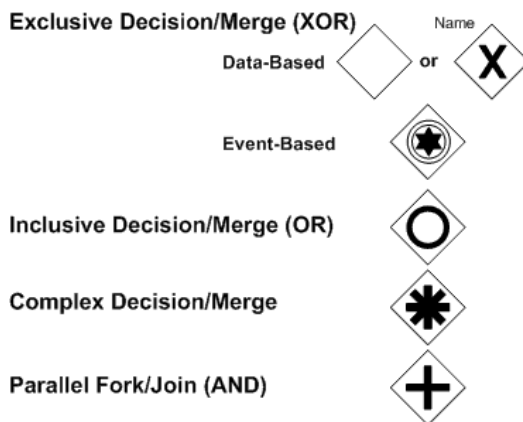 Exclusive Decision/Merge (XOR)
Name
Data-Based or X
Event-Based
Inclusive Decision/Merge (OR)
Complex Decision/Merge
Parallel Fork/Join (AND)